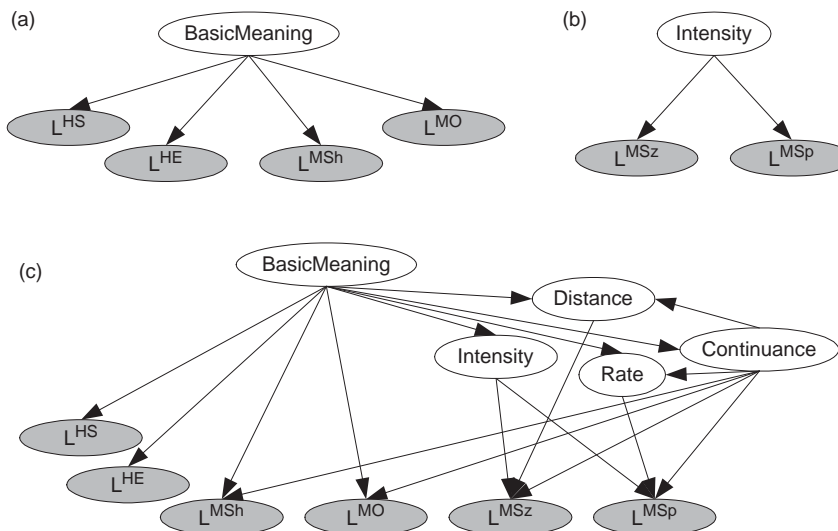 (a)
BasicMeaning
L^HS
L^HE
L^MSh
L^MO
(b)
Intensity
L^MSz
L^MSp
(c)
BasicMeaning
Distance
Intensity
Rate
Continuance
L^HS
L^HE
L^MSh
L^MO
L^MSz
L^MSp